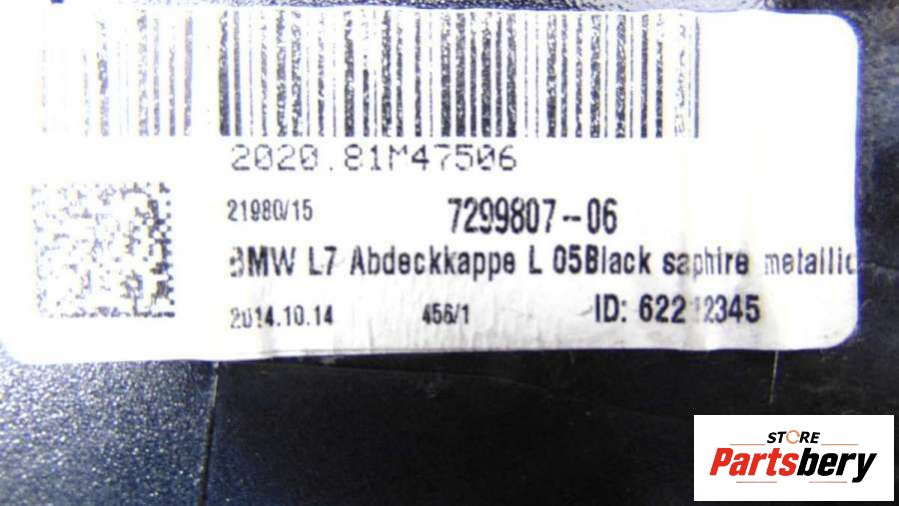 2020.81M47506
21980/15 7299807-06
BMW L7 Abdeckkappe L 05Black saphire metallic
2014.10.14 456/1 ID:
STORE
Partsbery